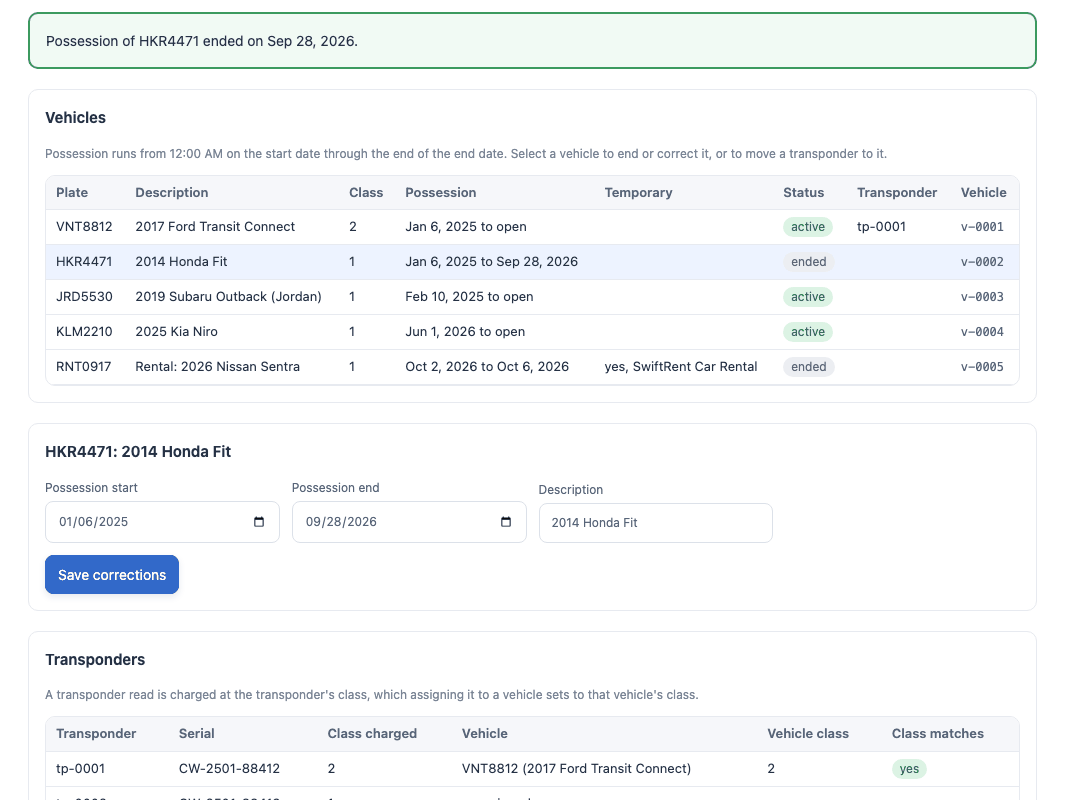 Possession of HKR4471 ended on Sep 28, 2026.
Vehicles
Possession runs from 12:00 AM on the start date through the end of the end date. Select a vehicle to end or correct it, or to move a transponder to it.
Plate Description Class Possession Temporary Status Transponder Vehicle
VNT8812 2017 Ford Transit Connect 2 Jan 6, 2025 to open active tp-0001 v-0001
HKR4471 2014 Honda Fit 1 Jan 6, 2025 to Sep 28, 2026 ended v-0002
JRD5530 2019 Subaru Outback (Jordan) 1 Feb 10, 2025 to open active v-0003
KLM2210 2025 Kia Niro 1 Jun 1, 2026 to open active v-0004
RNT0917 Rental: 2026 Nissan Sentra 1 Oct 2, 2026 to Oct 6, 2026 yes, SwiftRent Car Rental ended v-0005
HKR4471: 2014 Honda Fit
Possession start Possession end Description
01/06/2025 09/28/2026 2014 Honda Fit
Save corrections
Transponders
A transponder read is charged at the transponder's class, which assigning it to a vehicle sets to that vehicle's class.
Transponder Serial Class charged Vehicle Vehicle class Class matches
tp-0001 CW-2501-88412 2 VNT8812 (2017 Ford Transit Connect) 2 yes